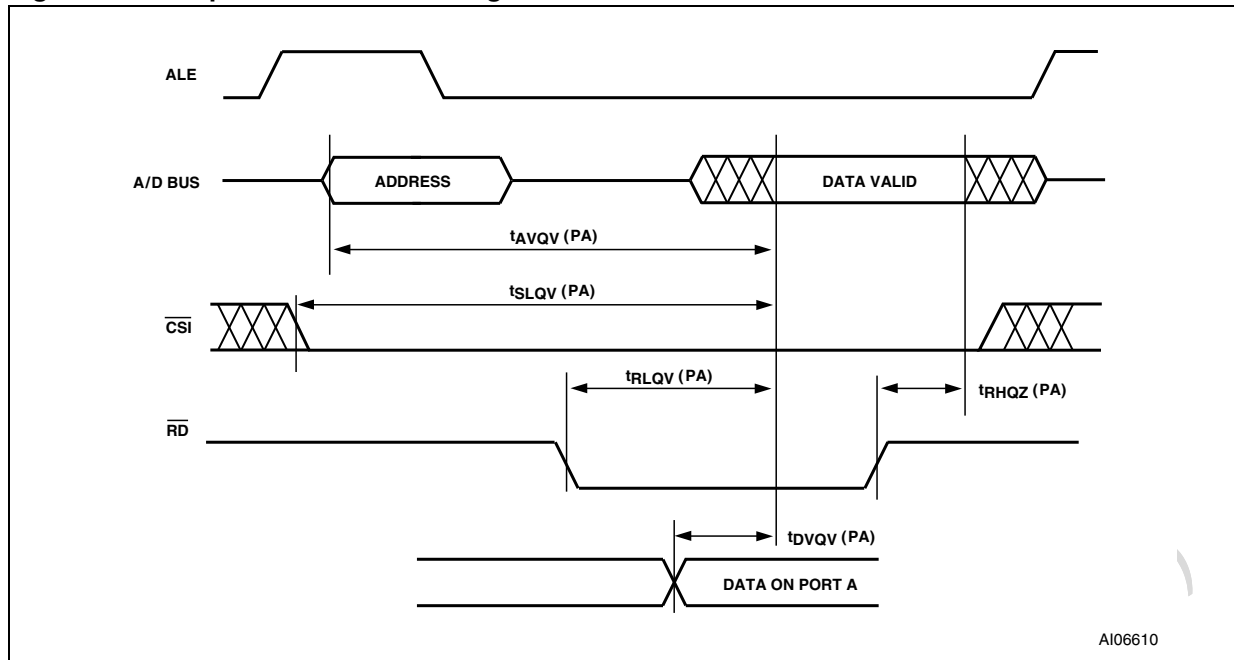 ALE
A/D BUS
ADDRESS
DATA VALID
tAVQV (PA)
tSLQV (PA)
CSI
tRLQV (PA)
tRHQZ (PA)
RD
tDVQV (PA)
DATA ON PORT A
AI06610